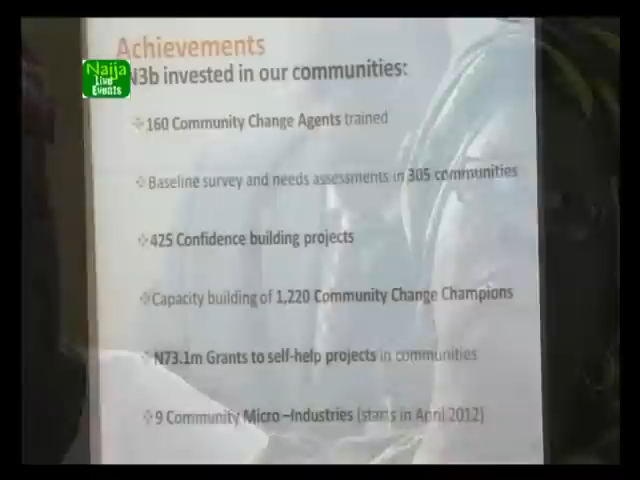 Achievements
Naija
Live
Events
N3b invested in our communities:
160 Community Change Agents trained
Baseline survey and needs assessments in 305 communities
425 Confidence building projects
Capacity building of 1,220 Community Change Champions
N73.1m Grants to self-help projects in communities
9 Community Micro –Industries (starts in April 2012)